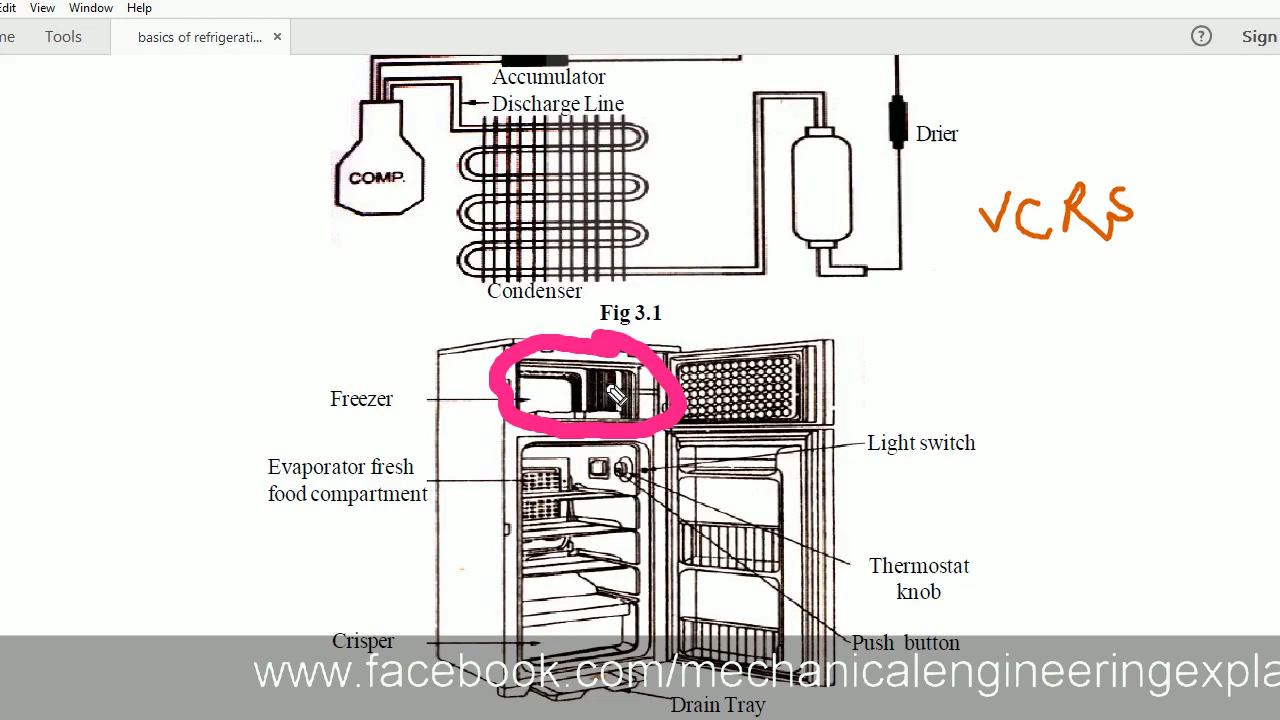 Edit View Window Help
me Tools basics of refrigerati... × ? Sign
Accumulator
Discharge Line
COMP.
Drier
VCRS
Condenser
Fig 3.1
Freezer
Light switch
Evaporator fresh
food compartment
Thermostat
knob
Crisper
Push button
www.facebook.com/mechanicalengineeringexpla
Drain Tray